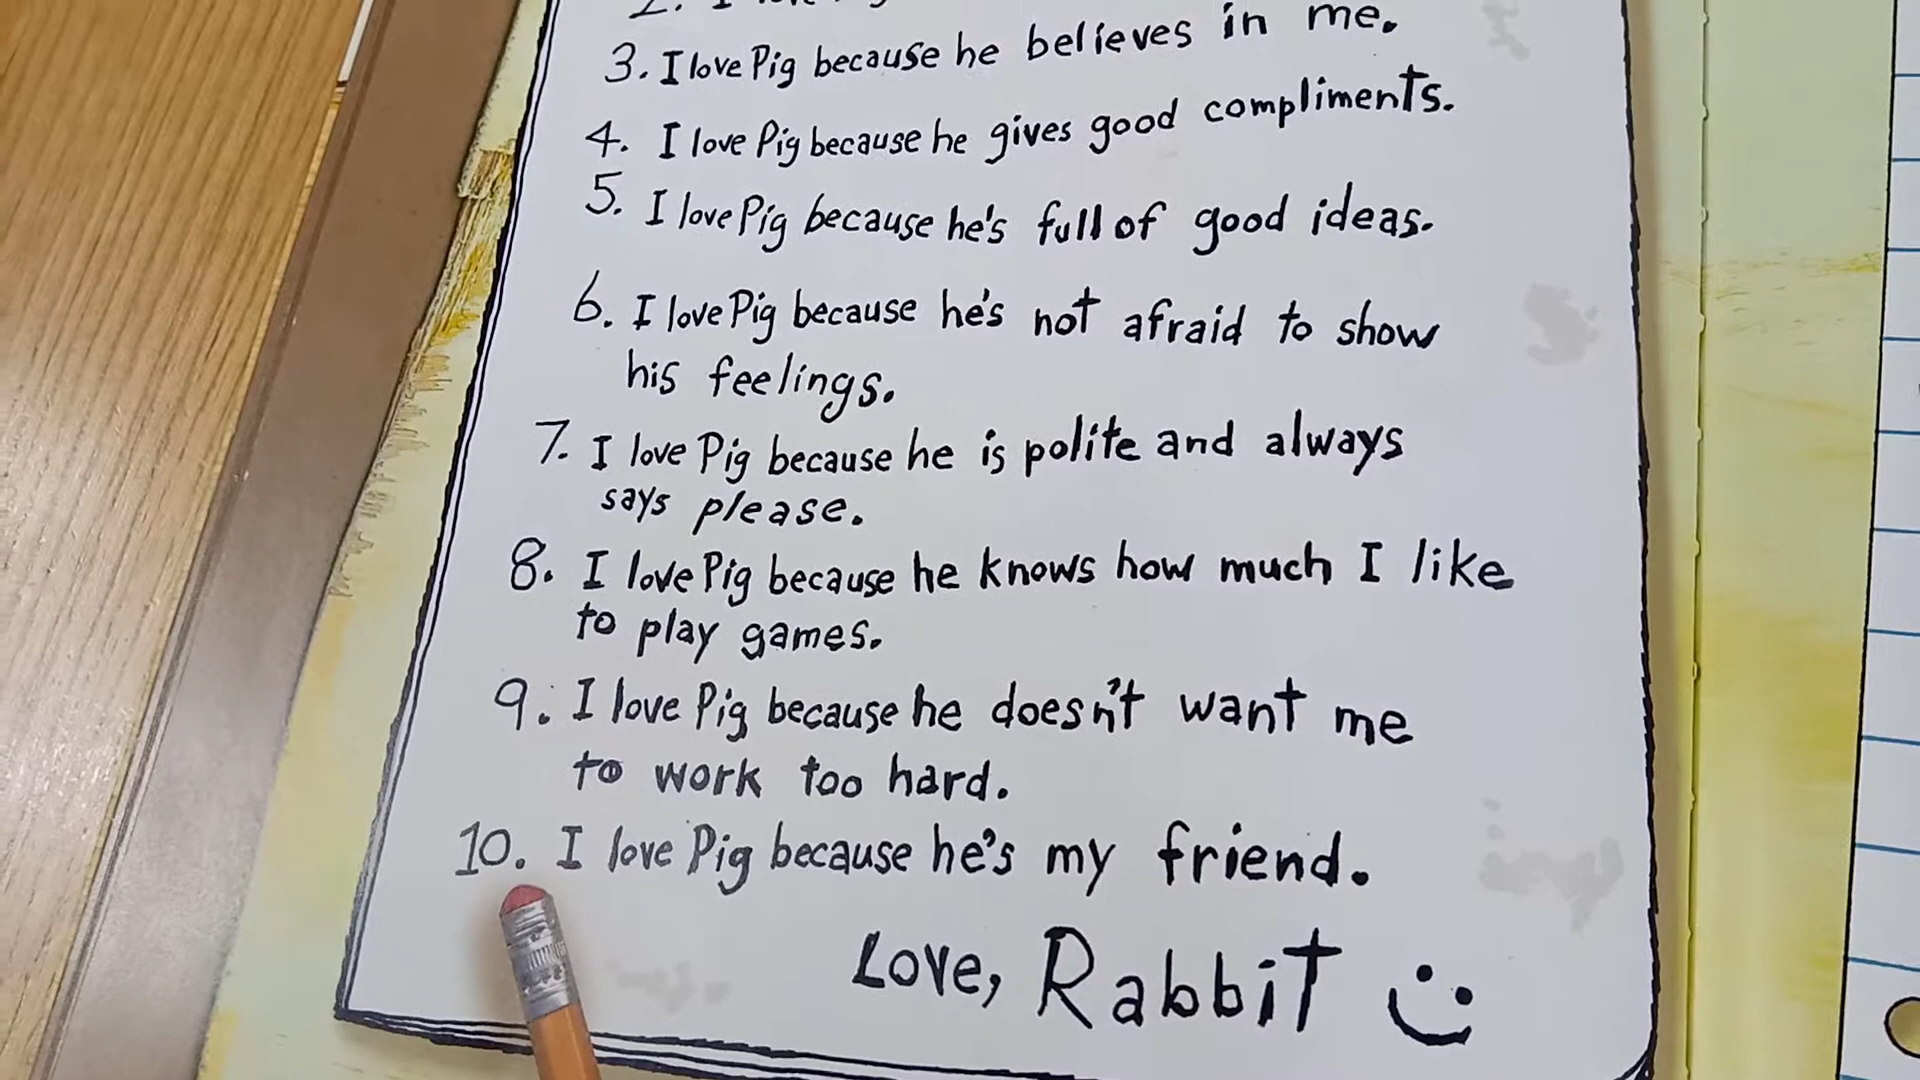 3. I love Pig because he believes in me.
4. I love Pig because he gives good compliments.
5. I love Pig because he's full of good ideas.
6. I love Pig because he's not afraid to show
his feelings.
7. I love Pig because he is polite and always
says please.
8. I love Pig because he knows how much I like
to play games.
9. I love Pig because he doesn't want me
to work too hard.
10. I love Pig because he's my friend.
Love, Rabbit